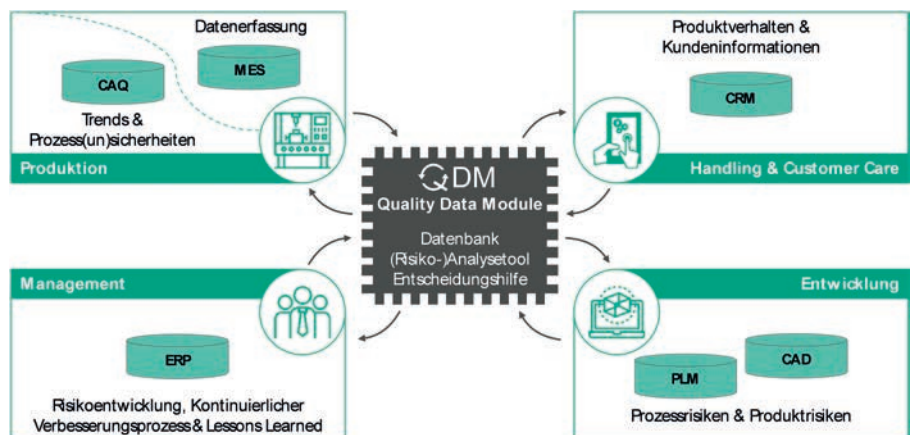 Datenerfassung
MES
CAQ
Trends &
Prozess(un)sicherheiten
Produktion
Produktverhalten &
Kundeninformationen
CRM
Handling & Customer Care
QDM
Quality Data Module
Datenbank
(Risiko-)Analysetool
Entscheidungshilfe
Management
ERP
Risikoentwicklung, Kontinuierlicher
Verbesserungsprozess & Lessons Learned
Entwicklung
CAD
PLM
Prozessrisiken & Produktrisiken